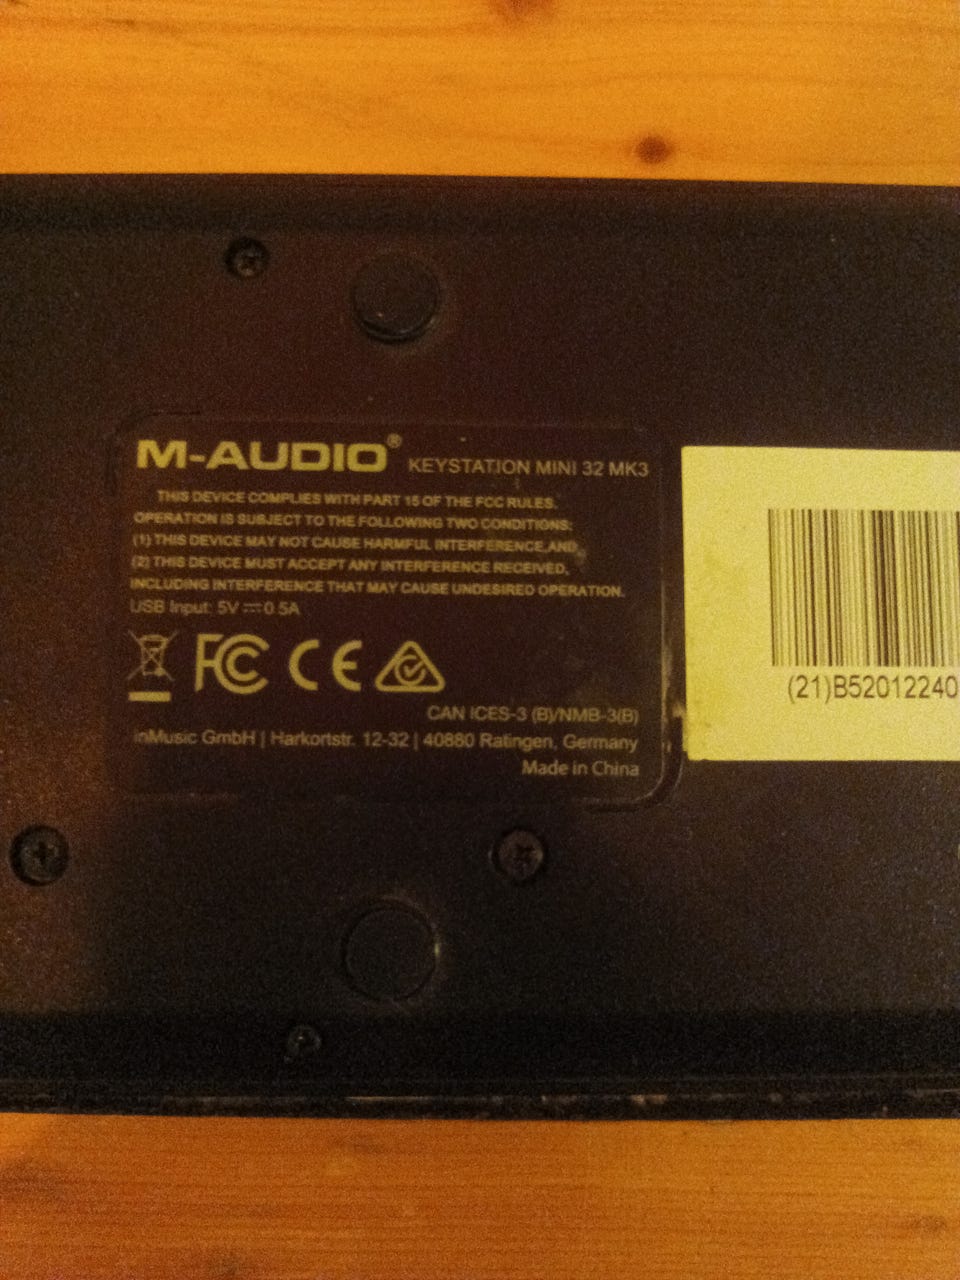 M-AUDIO® KEYSTATION MINI 32 MK3
THIS DEVICE COMPLIES WITH PART 15 OF THE FCC RULES.
OPERATION IS SUBJECT TO THE FOLLOWING TWO CONDITIONS:
(1) THIS DEVICE MAY NOT CAUSE HARMFUL INTERFERENCE,AND
(2) THIS DEVICE MUST ACCEPT ANY INTERFERENCE RECEIVED,
INCLUDING INTERFERENCE THAT MAY CAUSE UNDESIRED OPERATION.
USB Input: 5V⎓0.5A
FC CE
CAN ICES-3 (B)/NMB-3(B)
inMusic GmbH | Harkortstr. 12-32 | 40880 Ratingen, Germany
Made in China
(21)B52012240